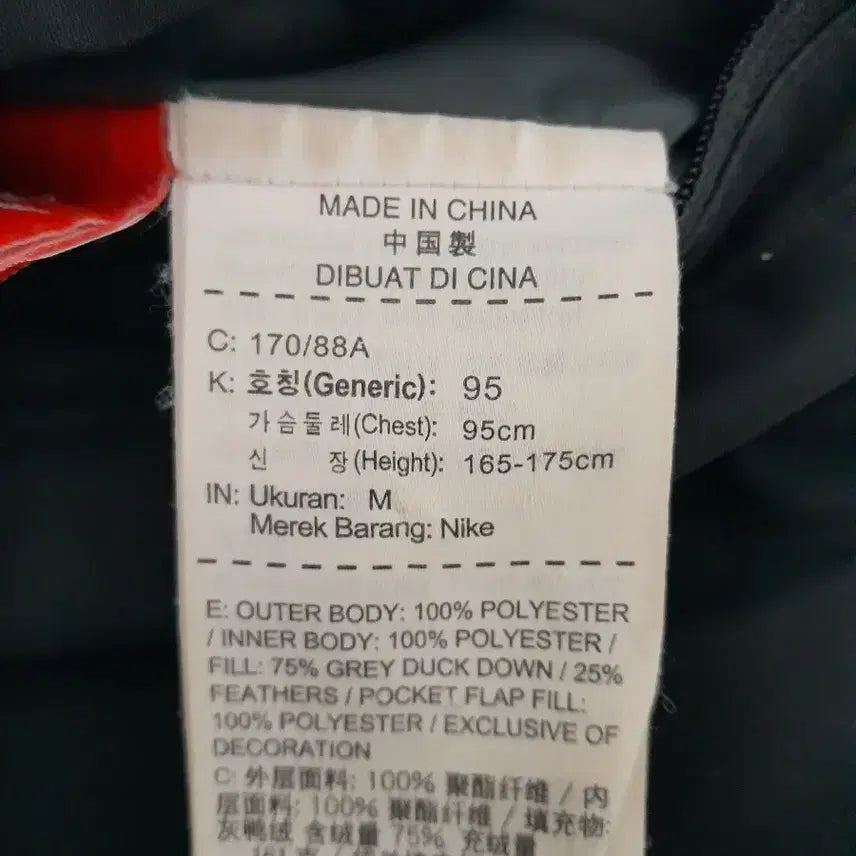 MADE IN CHINA
中国製
DIBUAT DI CINA
C: 170/88A
K: 호칭(Generic): 95
가슴둘레(Chest): 95cm
신 장(Height): 165-175cm
IN: Ukuran: M
Merek Barang: Nike
E: OUTER BODY: 100% POLYESTER
/ INNER BODY: 100% POLYESTER /
FILL: 75% GREY DUCK DOWN / 25%
FEATHERS / POCKET FLAP FILL:
100% POLYESTER / EXCLUSIVE OF
DECORATION
C: 外层面料: 100% 聚酯纤维 / 内
层面料: 100% 聚酯纤维 / 填充物:
灰鸭绒 含绒量 75% 充绒量